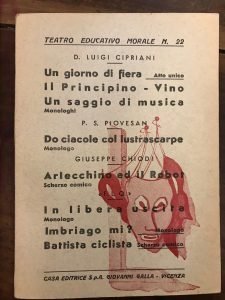 TEATRO EDUCATIVO MORALE N. 22
D. LUIGI CIPRIANI
Un giorno di fiera Atto unico
Il Principino - Vino
Un saggio di musica
Monologhi
P. S. PIOVESAN
Do ciacole col lustrascarpe
Monologo
GIUSEPPE CHIODI
Arlecchino ed il Robot
Scherzo comico
In libera uscita
Monologo
Imbriago mi? Monologo
Battista ciclista Scherzo comico
CASA EDITRICE S.p.A. GIOVANNI GALLA - VICENZA